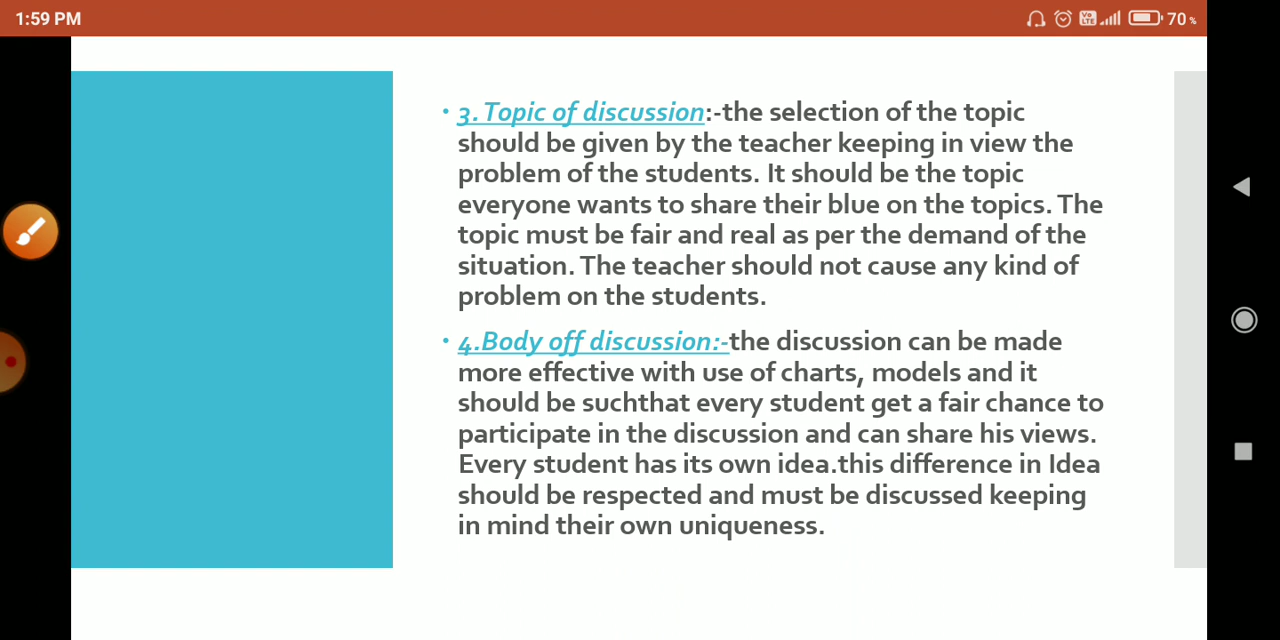 1:59 PM
Vo LTE 70 %
• 3. Topic of discussion:-the selection of the topic
should be given by the teacher keeping in view the
problem of the students. It should be the topic
everyone wants to share their blue on the topics. The
topic must be fair and real as per the demand of the
situation. The teacher should not cause any kind of
problem on the students.
• 4.Body off discussion:-the discussion can be made
more effective with use of charts, models and it
should be suchthat every student get a fair chance to
participate in the discussion and can share his views.
Every student has its own idea.this difference in Idea
should be respected and must be discussed keeping
in mind their own uniqueness.